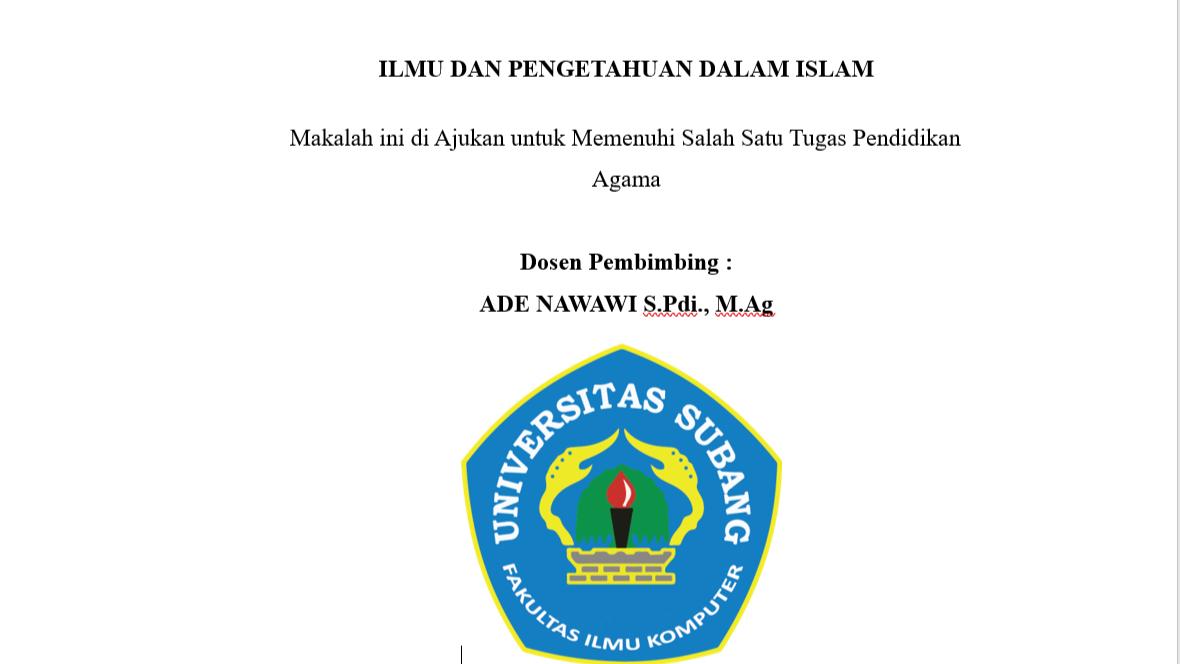 ILMU DAN PENGETAHUAN DALAM ISLAM
Makalah ini di Ajukan untuk Memenuhi Salah Satu Tugas Pendidikan
Agama
Dosen Pembimbing :
ADE NAWAWI S.Pdi., M.Ag
UNIVERSITAS SUBANG
FAKULTAS ILMU KOMPUTER